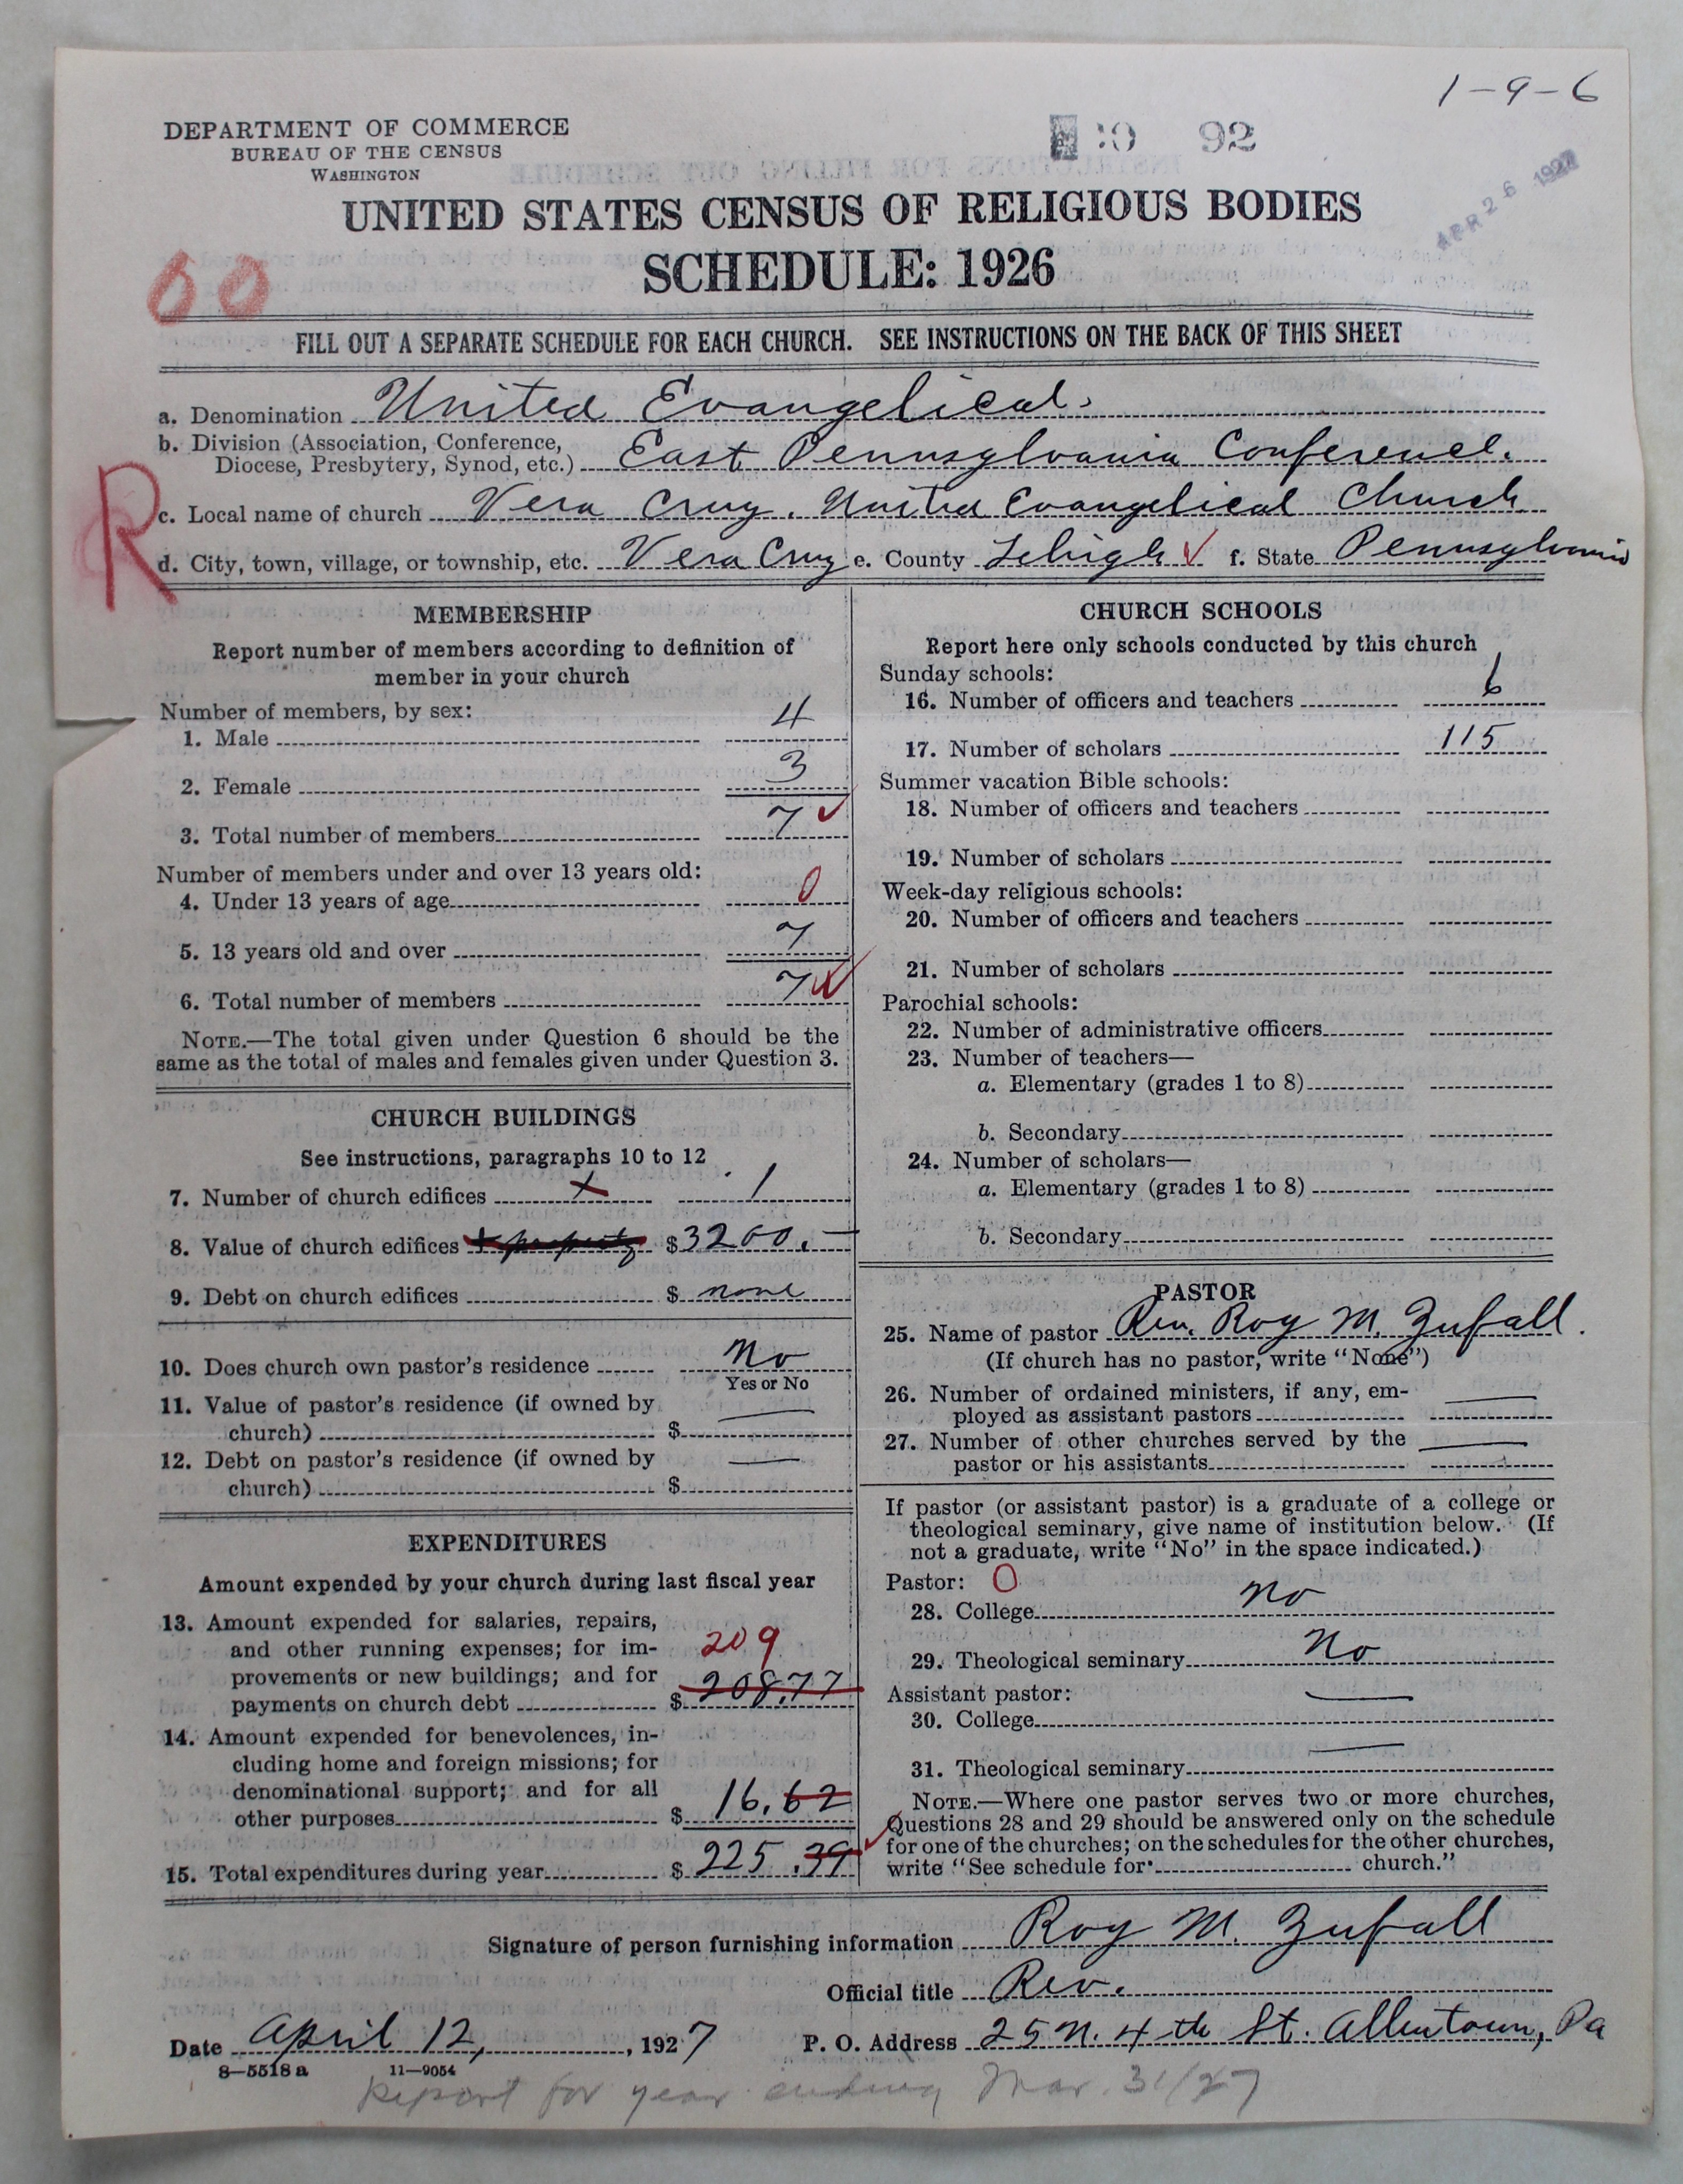 1-9-6
DEPARTMENT OF COMMERCE
BUREAU OF THE CENSUS
WASHINGTON
92
APR 26 1927
UNITED STATES CENSUS OF RELIGIOUS BODIES
SCHEDULE: 1926
60
FILL OUT A SEPARATE SCHEDULE FOR EACH CHURCH. SEE INSTRUCTIONS ON THE BACK OF THIS SHEET
a. Denomination United Evangelical.
b. Division (Association, Conference,
Diocese, Presbytery, Synod, etc.) East Pennsylvania Conference.
R
c. Local name of church Vera Cruz. United Evangelical Church
d. City, town, village, or township, etc. Vera Cruz e. County Lehigh f. State Pennsylvania
MEMBERSHIP
Report number of members according to definition of
member in your church
Number of members, by sex:
1. Male 4
2. Female 3
3. Total number of members 7
Number of members under and over 13 years old:
4. Under 13 years of age 0
5. 13 years old and over 7
6. Total number of members 7
NOTE.—The total given under Question 6 should be the
same as the total of males and females given under Question 3.
CHURCH BUILDINGS
See instructions, paragraphs 10 to 12
7. Number of church edifices 1
8. Value of church edifices + property $3200.—
9. Debt on church edifices $ none
10. Does church own pastor's residence No
Yes or No
11. Value of pastor's residence (if owned by
church) $ —
12. Debt on pastor's residence (if owned by
church) $ —
EXPENDITURES
Amount expended by your church during last fiscal year
13. Amount expended for salaries, repairs,
and other running expenses; for im- 209
provements or new buildings; and for
payments on church debt $ 208.77
14. Amount expended for benevolences, in-
cluding home and foreign missions; for
denominational support; and for all
other purposes $ 16.62
15. Total expenditures during year $ 225.39
CHURCH SCHOOLS
Report here only schools conducted by this church
Sunday schools:
16. Number of officers and teachers 6
17. Number of scholars 115
Summer vacation Bible schools:
18. Number of officers and teachers
19. Number of scholars
Week-day religious schools:
20. Number of officers and teachers
21. Number of scholars
Parochial schools:
22. Number of administrative officers
23. Number of teachers—
a. Elementary (grades 1 to 8)
b. Secondary
24. Number of scholars—
a. Elementary (grades 1 to 8)
b. Secondary
PASTOR
25. Name of pastor Rev. Roy M. Zufall.
(If church has no pastor, write "None")
26. Number of ordained ministers, if any, em-
ployed as assistant pastors —
27. Number of other churches served by the
pastor or his assistants —
If pastor (or assistant pastor) is a graduate of a college or
theological seminary, give name of institution below. (If
not a graduate, write "No" in the space indicated.)
Pastor: 0
28. College no
29. Theological seminary No
Assistant pastor:
30. College —
31. Theological seminary —
NOTE.—Where one pastor serves two or more churches,
Questions 28 and 29 should be answered only on the schedule
for one of the churches; on the schedules for the other churches,
write "See schedule for church."
Signature of person furnishing information Roy M. Zufall
Official title Rev.
Date April 12, , 1927 P. O. Address 25 N. 4th St. Allentown, Pa
8—5518 a 11—9054
Report for year ending Mar. 31/27